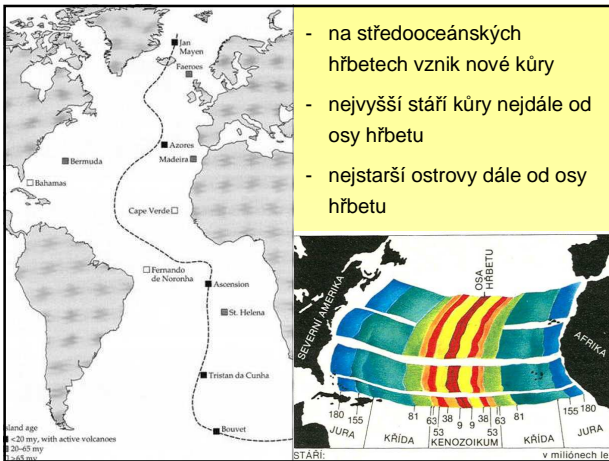 Jan
Mayen
Faeroes
Azores
Madeira
Bermuda
Bahamas
Cape Verde
Fernando
de Noronha
Ascension
St. Helena
Tristan da Cunha
Bouvet
land age
<20 my, with active volcanoes
20–65 my
>65 my
- na středooceánských
hřbetech vznik nové kůry
- nejvyšší stáří kůry nejdále od
osy hřbetu
- nejstarší ostrovy dále od osy
hřbetu
OSA
HŘBETU
SEVERNÍ AMERIKA
AFRIKA
180 155 81 63 53 38 9 9 38 53 63 81 155 180
JURA KŘÍDA KENOZOIKUM KŘÍDA JURA
STÁŘÍ: v miliónech le